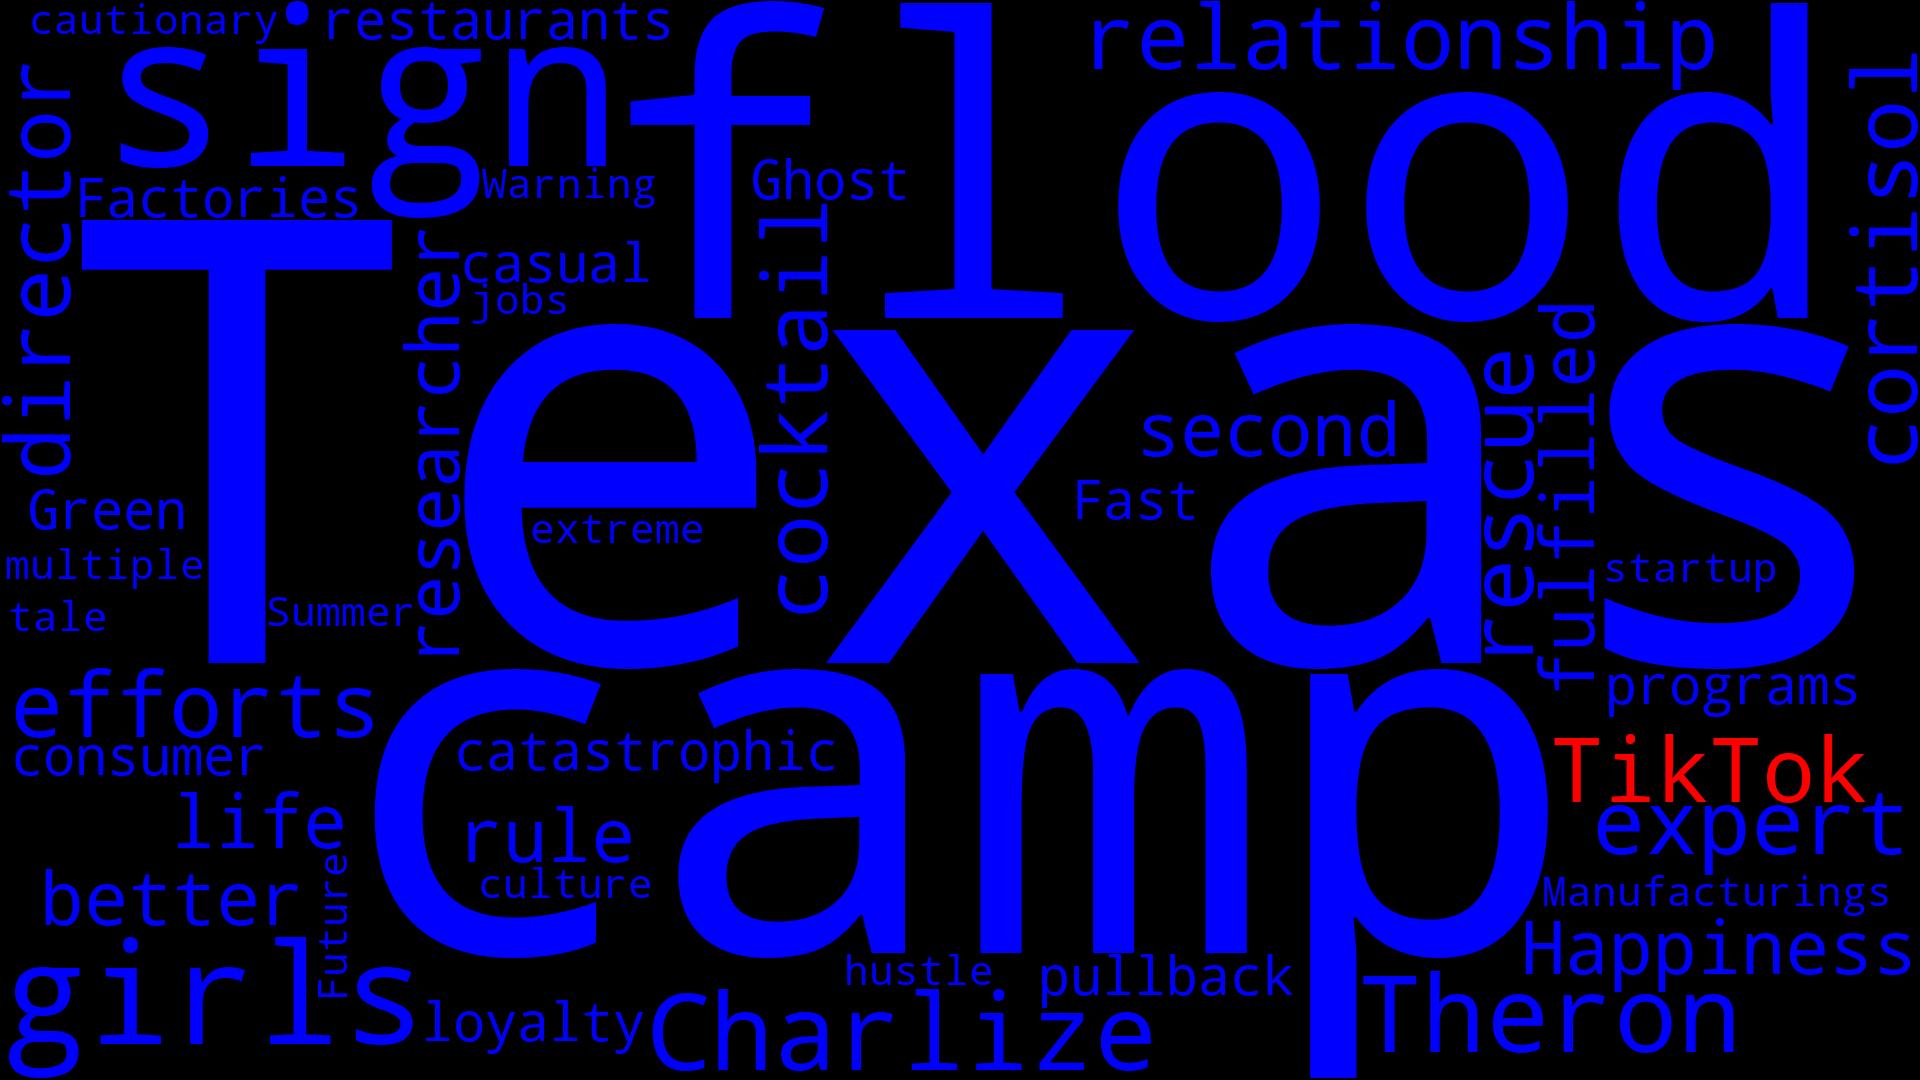 cautionary
restaurants
relationship
sign
flood
director
cortisol
Factories
Warning
Ghost
casual
jobs
researcher
cocktail
Texas
second
Fast
rescue
fulfilled
Green
extreme
multiple
startup
tale
Summer
efforts
programs
camp
consumer
catastrophic
TikTok
life
rule
expert
better
Future
culture
Manufacturings
Happiness
girls
hustle
pullback
loyalty
Charlize
Theron